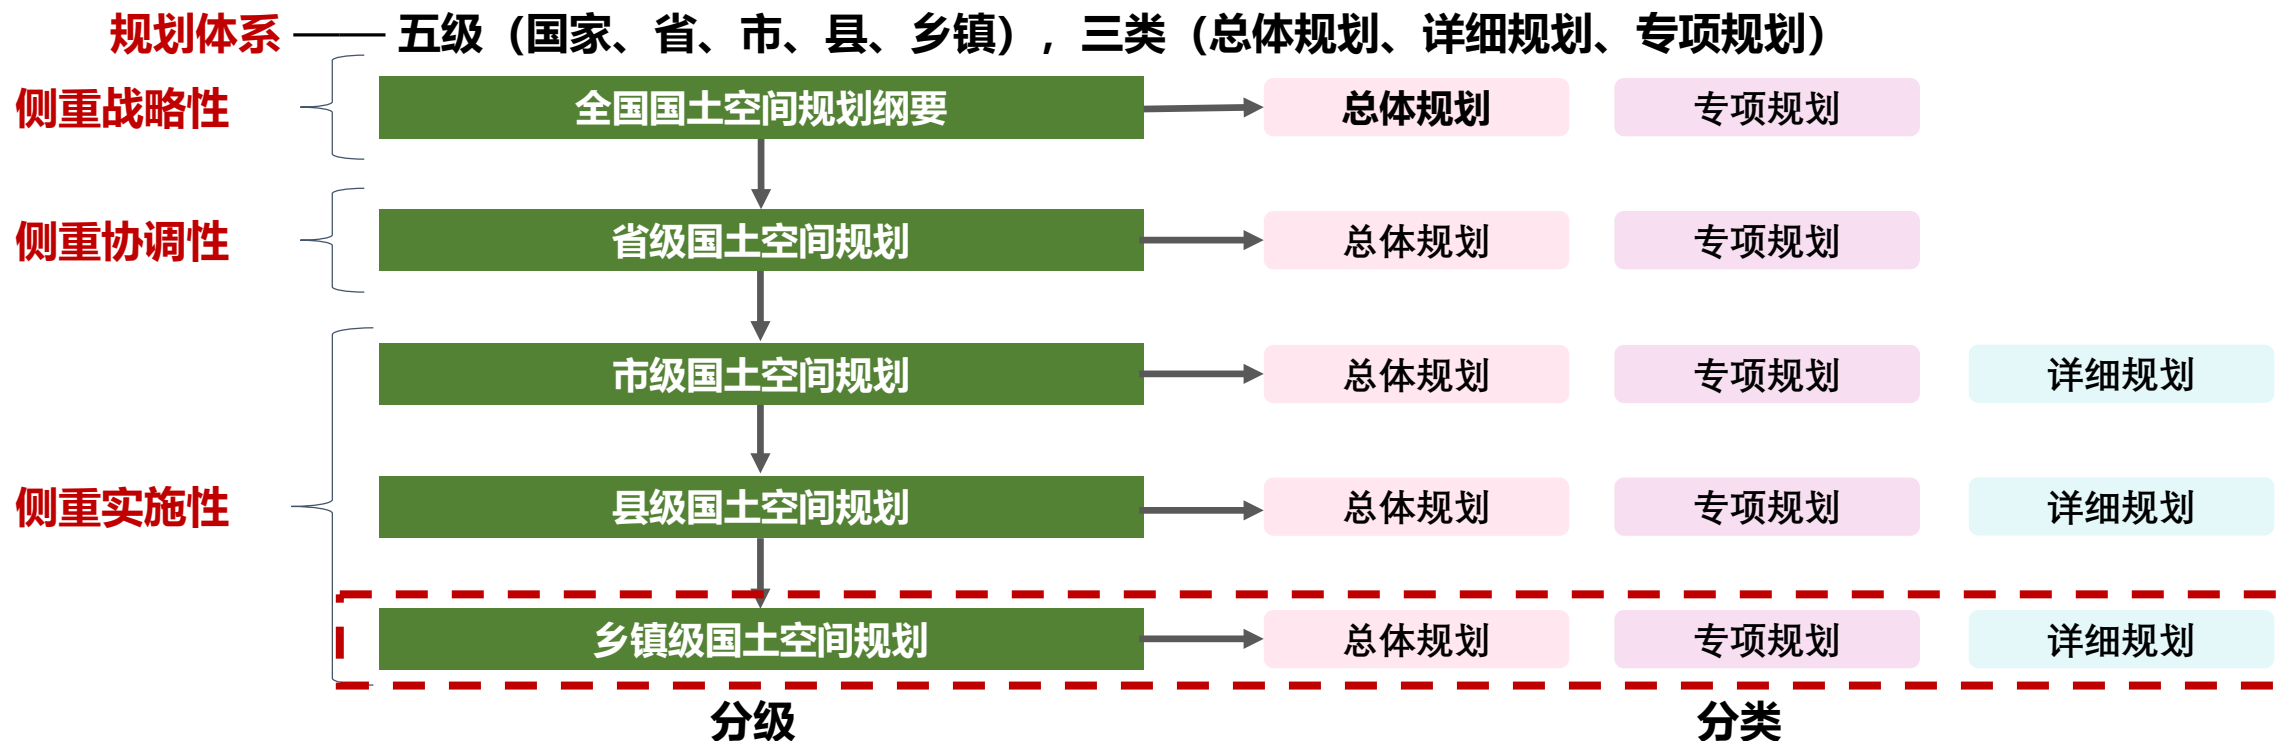 规划体系 —— 五级（国家、省、市、县、乡镇），三类（总体规划、详细规划、专项规划）
侧重战略性 全国国土空间规划纲要 总体规划 专项规划
侧重协调性 省级国土空间规划 总体规划 专项规划
市级国土空间规划 总体规划 专项规划 详细规划
侧重实施性 县级国土空间规划 总体规划 专项规划 详细规划
乡镇级国土空间规划 总体规划 专项规划 详细规划
分级 分类